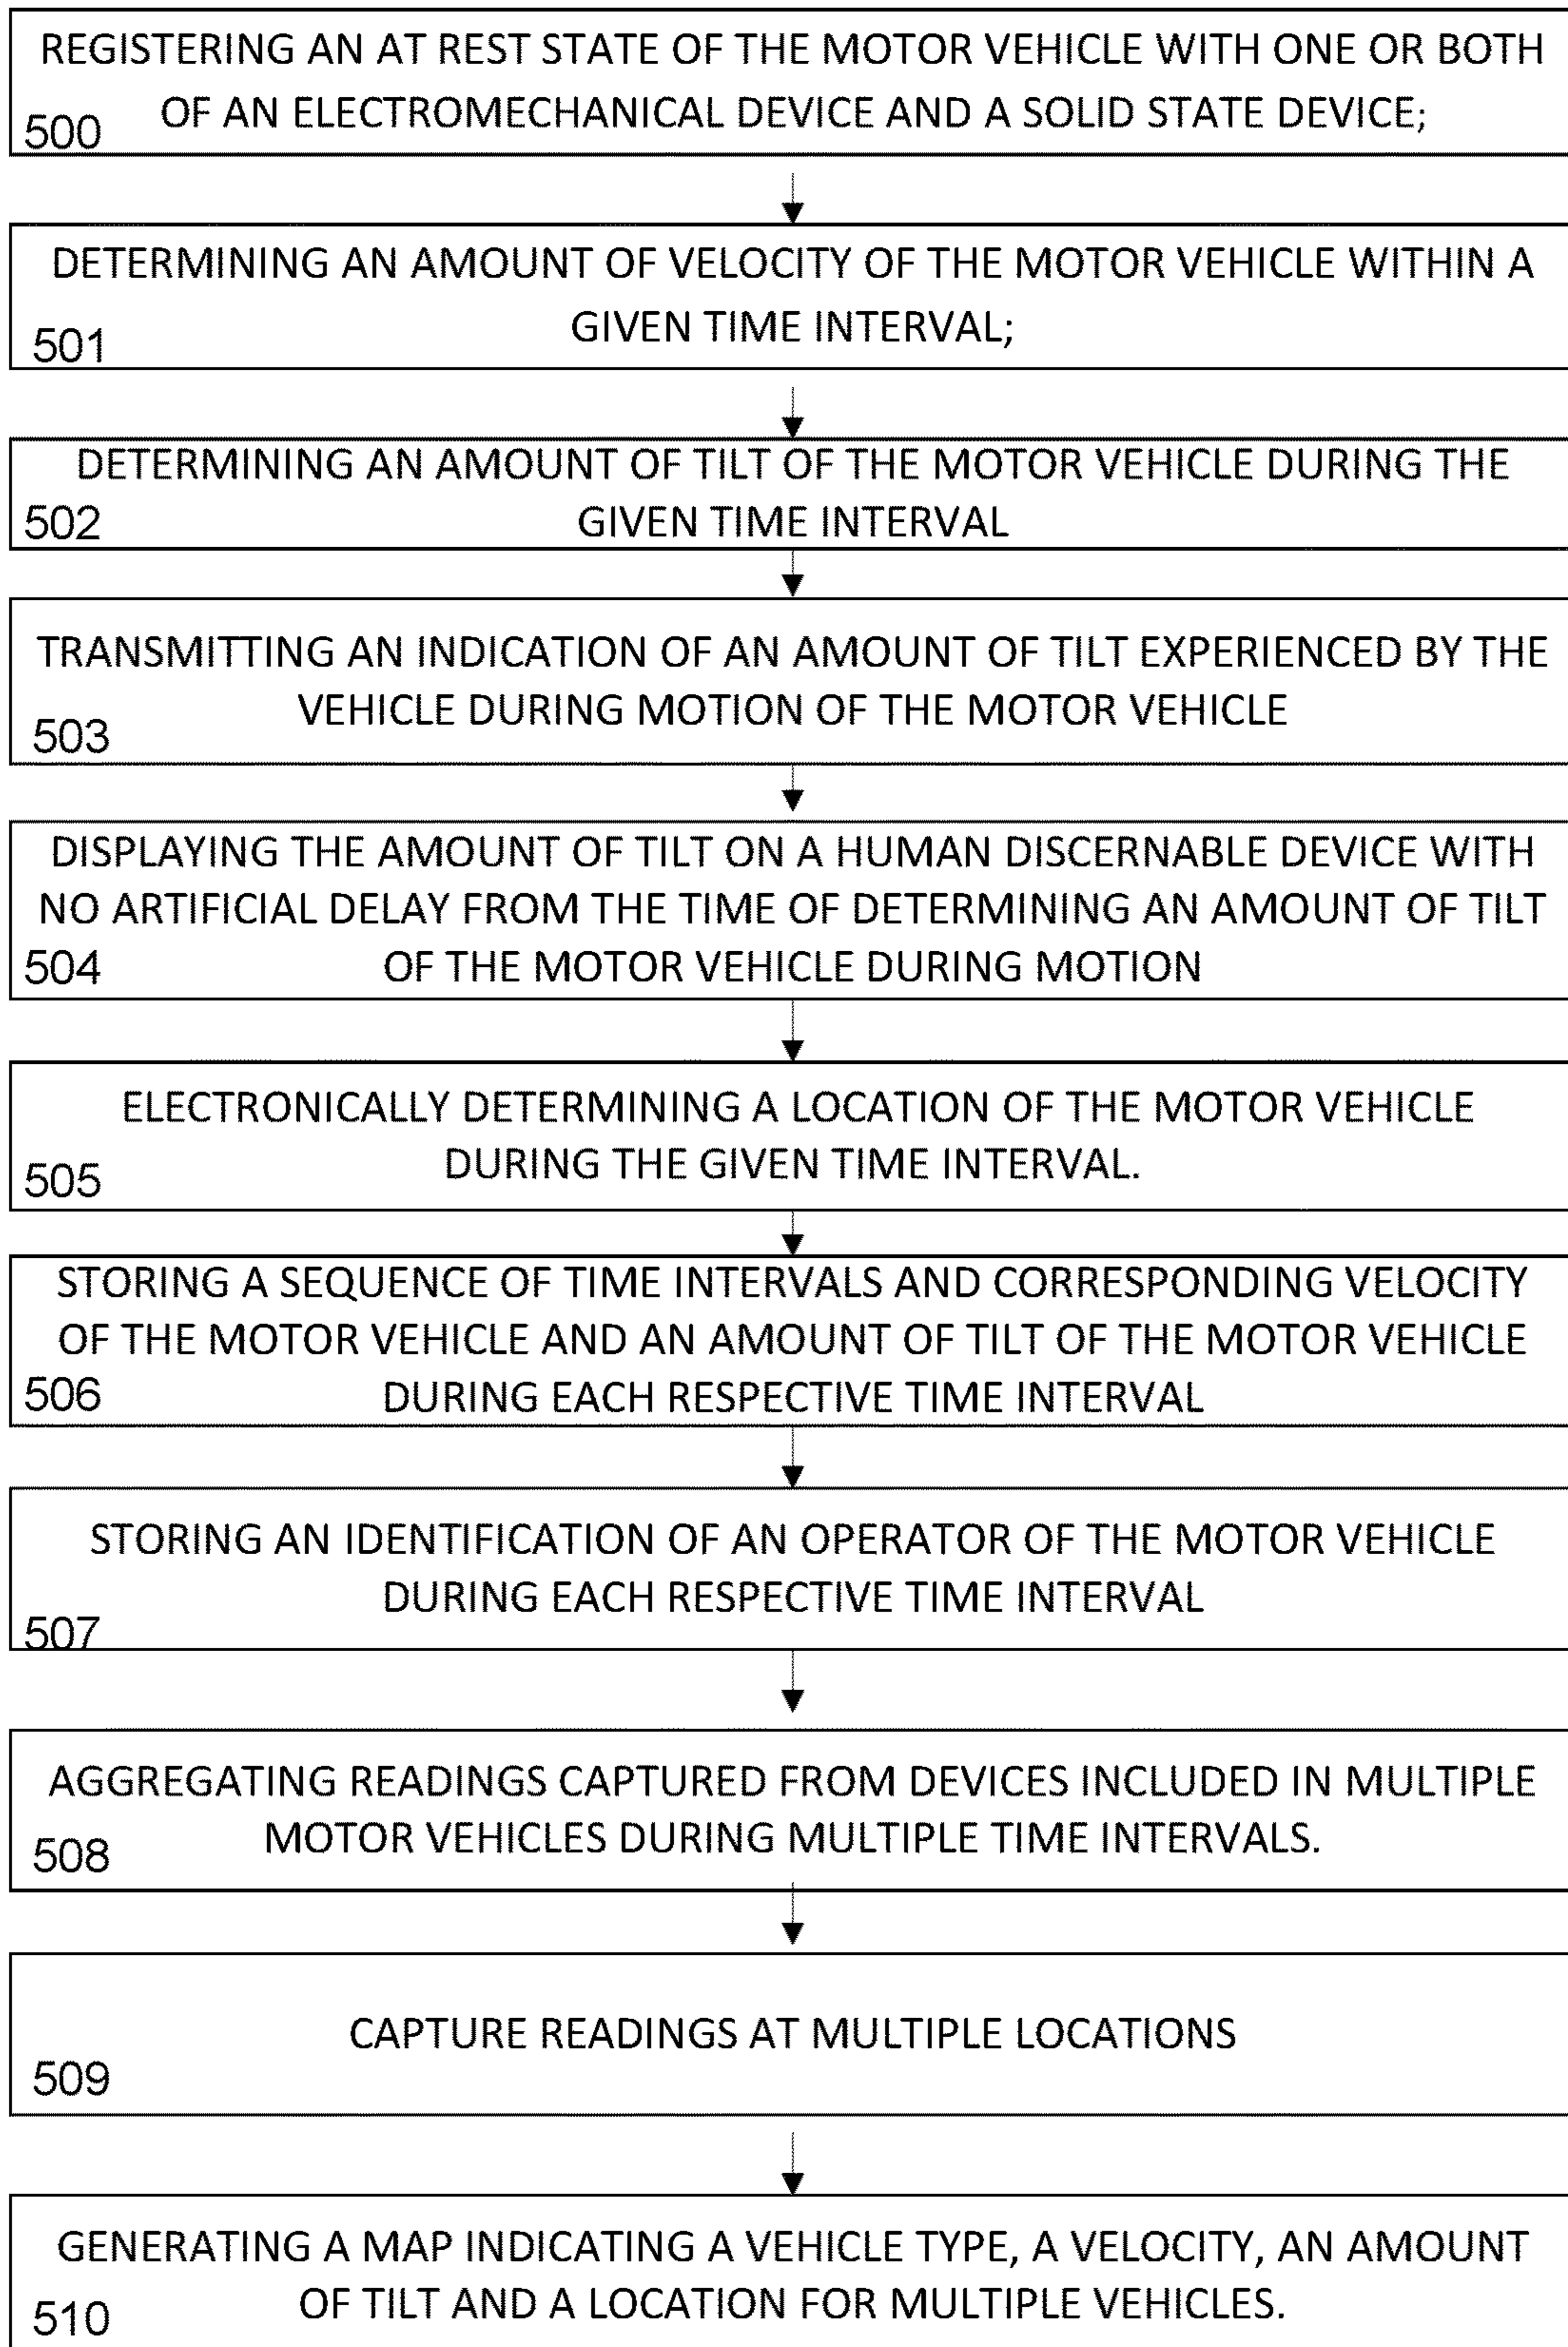 REGISTERING AN AT REST STATE OF THE MOTOR VEHICLE WITH ONE OR BOTH
OF AN ELECTROMECHANICAL DEVICE AND A SOLID STATE DEVICE;
500
DETERMINING AN AMOUNT OF VELOCITY OF THE MOTOR VEHICLE WITHIN A
GIVEN TIME INTERVAL;
501
DETERMINING AN AMOUNT OF TILT OF THE MOTOR VEHICLE DURING THE
GIVEN TIME INTERVAL
502
TRANSMITTING AN INDICATION OF AN AMOUNT OF TILT EXPERIENCED BY THE
VEHICLE DURING MOTION OF THE MOTOR VEHICLE
503
DISPLAYING THE AMOUNT OF TILT ON A HUMAN DISCERNABLE DEVICE WITH
NO ARTIFICIAL DELAY FROM THE TIME OF DETERMINING AN AMOUNT OF TILT
OF THE MOTOR VEHICLE DURING MOTION
504
ELECTRONICALLY DETERMINING A LOCATION OF THE MOTOR VEHICLE
DURING THE GIVEN TIME INTERVAL.
505
STORING A SEQUENCE OF TIME INTERVALS AND CORRESPONDING VELOCITY
OF THE MOTOR VEHICLE AND AN AMOUNT OF TILT OF THE MOTOR VEHICLE
DURING EACH RESPECTIVE TIME INTERVAL
506
STORING AN IDENTIFICATION OF AN OPERATOR OF THE MOTOR VEHICLE
DURING EACH RESPECTIVE TIME INTERVAL
507
AGGREGATING READINGS CAPTURED FROM DEVICES INCLUDED IN MULTIPLE
MOTOR VEHICLES DURING MULTIPLE TIME INTERVALS.
508
CAPTURE READINGS AT MULTIPLE LOCATIONS
509
GENERATING A MAP INDICATING A VEHICLE TYPE, A VELOCITY, AN AMOUNT
OF TILT AND A LOCATION FOR MULTIPLE VEHICLES.
510